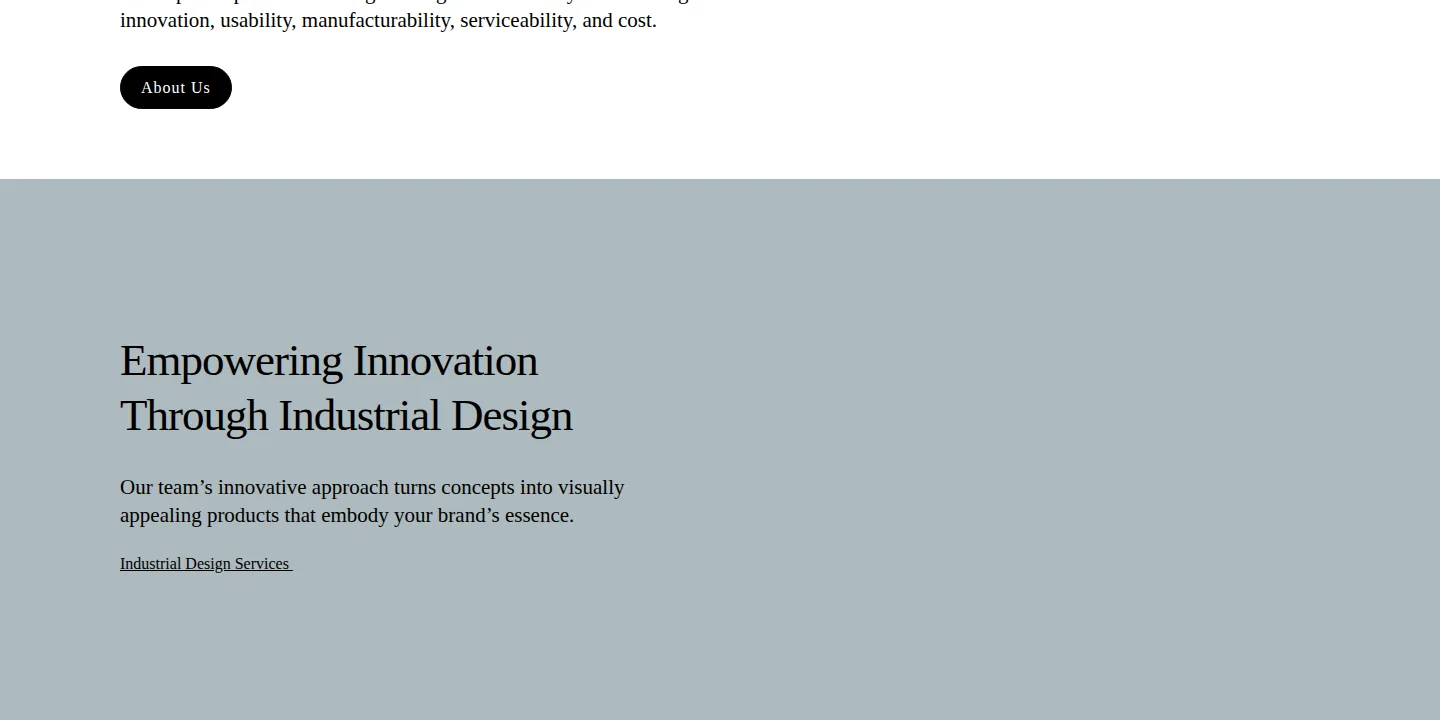 innovation, usability, manufacturability, serviceability, and cost.
About Us
Empowering Innovation
Through Industrial Design
Our team’s innovative approach turns concepts into visually
appealing products that embody your brand’s essence.
Industrial Design Services